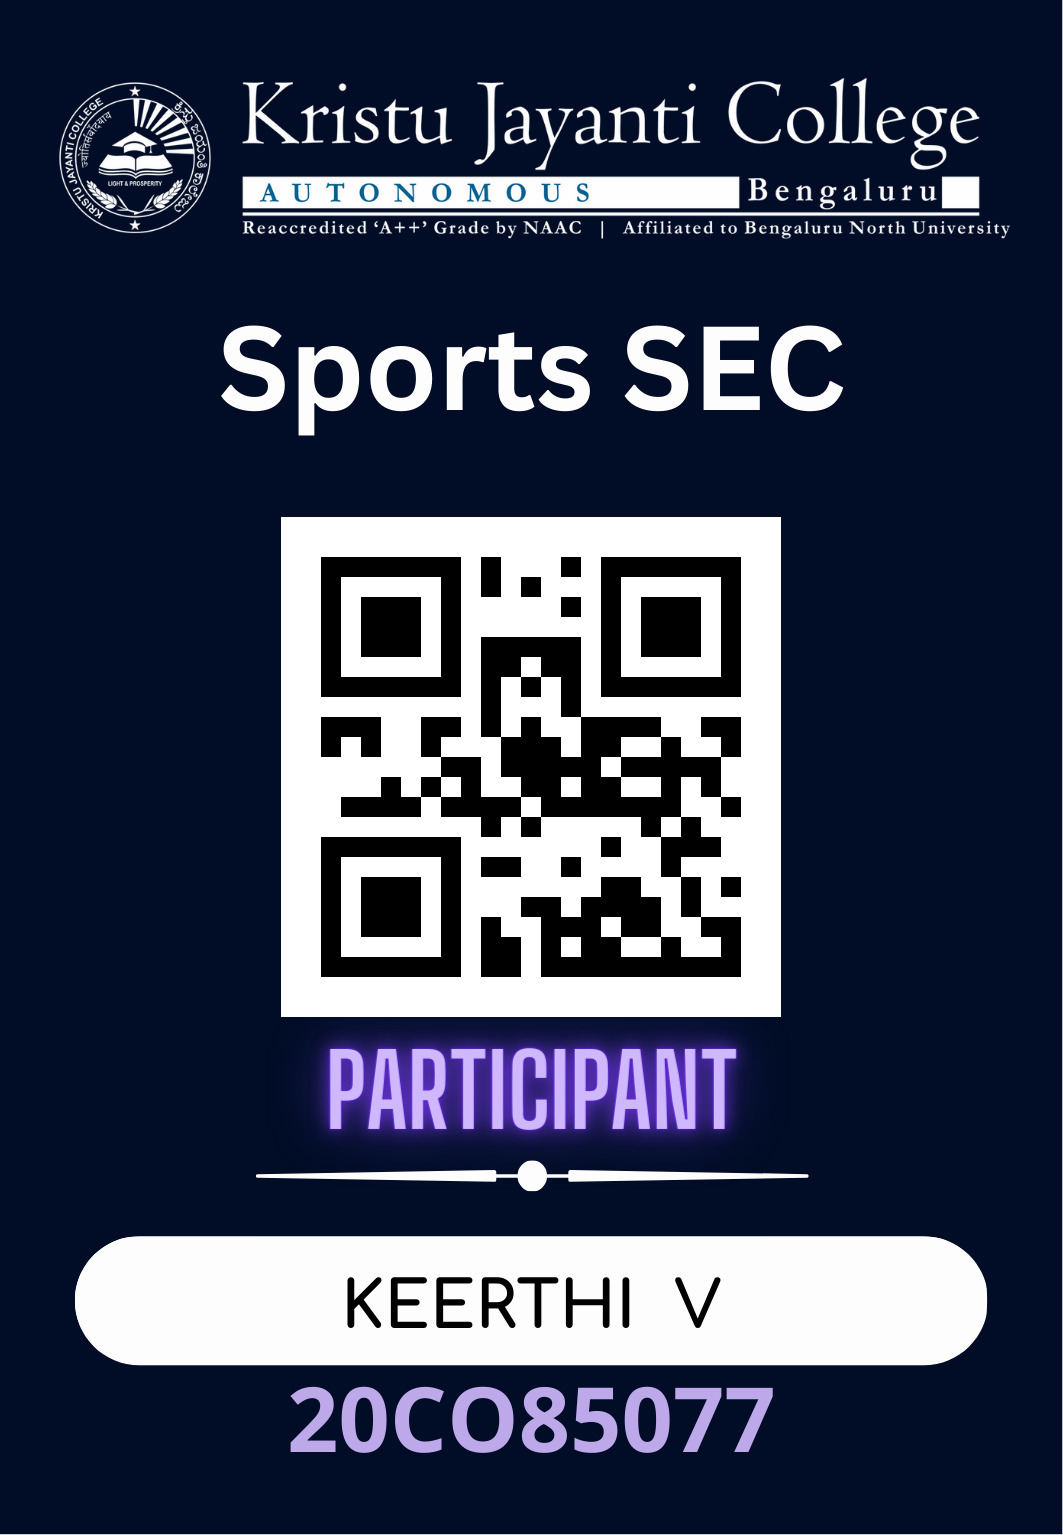 KRISTU JAYANTI COLLEGE
ಕ್ರಿಸ್ತು ಜಯಂತಿ ಕಾಲೇಜು
LIGHT & PROSPERITY
Kristu Jayanti College
AUTONOMOUS Bengaluru
Reaccredited ‘A++’ Grade by NAAC | Affiliated to Bengaluru North University
Sports SEC
PARTICIPANT
KEERTHI V
20CO85077